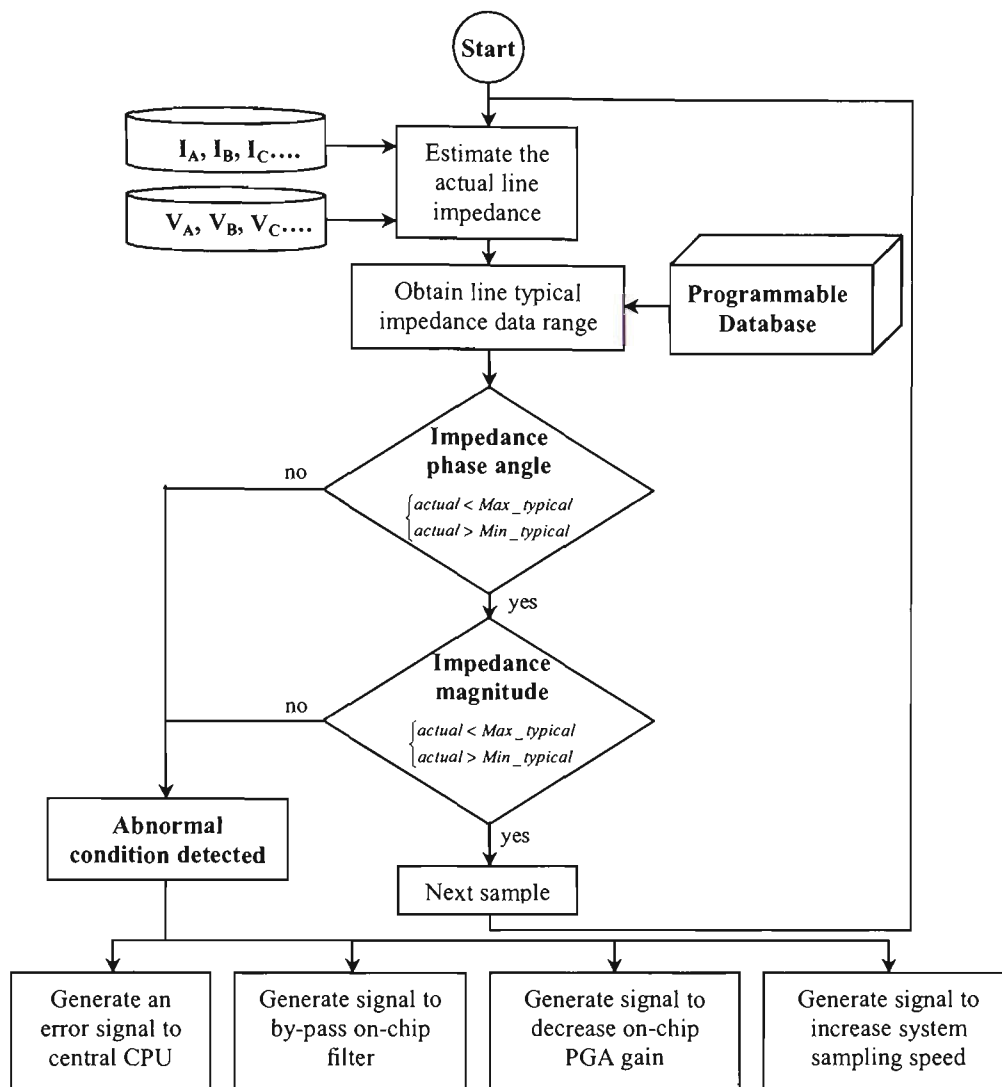 Start
I_A, I_B, I_C....
V_A, V_B, V_C....
Estimate the
actual line
impedance
Obtain line typical
impedance data range
Programmable
Database
Impedance
phase angle
actual < Max_typical
actual > Min_typical
no
yes
Impedance
magnitude
actual < Max_typical
actual > Min_typical
no
yes
Abnormal
condition detected
Next sample
Generate an
error signal to
central CPU
Generate signal to
by-pass on-chip
filter
Generate signal to
decrease on-chip
PGA gain
Generate signal to
increase system
sampling speed